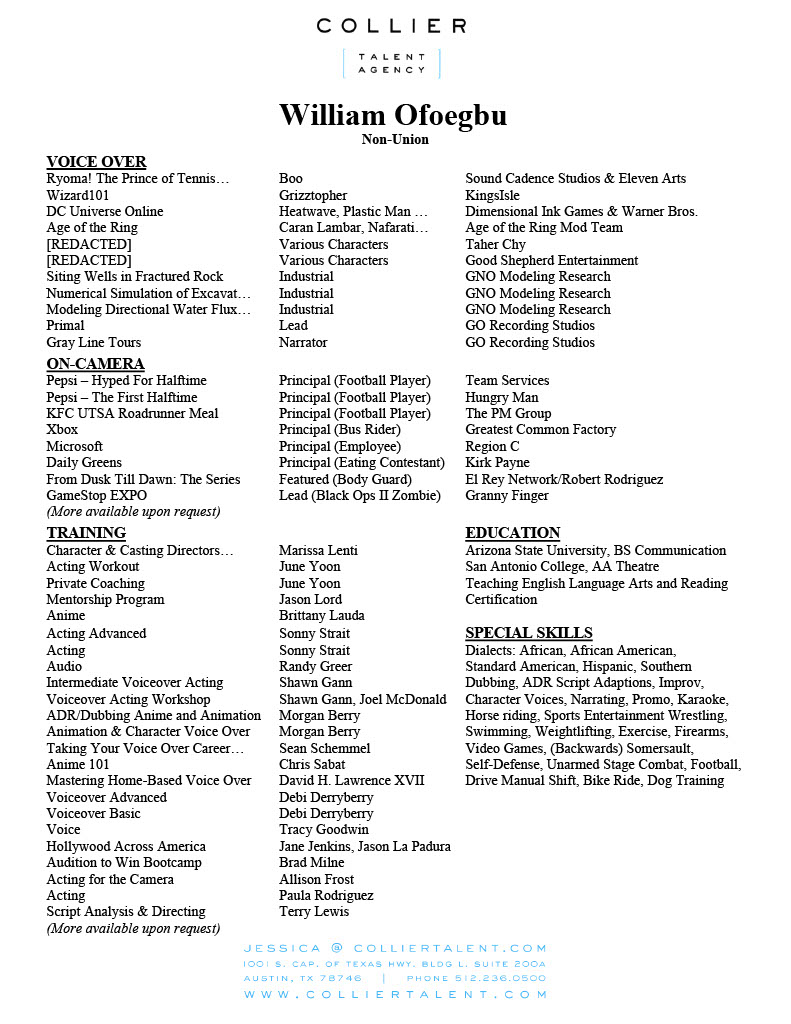 COLLIER
TALENT
AGENCY
William Ofoegbu
Non-Union
VOICE OVER
Ryoma! The Prince of Tennis… Boo Sound Cadence Studios & Eleven Arts
Wizard101 Grizztopher KingsIsle
DC Universe Online Heatwave, Plastic Man … Dimensional Ink Games & Warner Bros.
Age of the Ring Caran Lambar, Nafarati… Age of the Ring Mod Team
[REDACTED] Various Characters Taher Chy
[REDACTED] Various Characters Good Shepherd Entertainment
Siting Wells in Fractured Rock Industrial GNO Modeling Research
Numerical Simulation of Excavat… Industrial GNO Modeling Research
Modeling Directional Water Flux… Industrial GNO Modeling Research
Primal Lead GO Recording Studios
Gray Line Tours Narrator GO Recording Studios
ON-CAMERA
Pepsi – Hyped For Halftime Principal (Football Player) Team Services
Pepsi – The First Halftime Principal (Football Player) Hungry Man
KFC UTSA Roadrunner Meal Principal (Football Player) The PM Group
Xbox Principal (Bus Rider) Greatest Common Factory
Microsoft Principal (Employee) Region C
Daily Greens Principal (Eating Contestant) Kirk Payne
From Dusk Till Dawn: The Series Featured (Body Guard) El Rey Network/Robert Rodriguez
GameStop EXPO Lead (Black Ops II Zombie) Granny Finger
(More available upon request)
TRAINING
Character & Casting Directors… Marissa Lenti
Acting Workout June Yoon
Private Coaching June Yoon
Mentorship Program Jason Lord
Anime Brittany Lauda
Acting Advanced Sonny Strait
Acting Sonny Strait
Audio Randy Greer
Intermediate Voiceover Acting Shawn Gann
Voiceover Acting Workshop Shawn Gann, Joel McDonald
ADR/Dubbing Anime and Animation Morgan Berry
Animation & Character Voice Over Morgan Berry
Taking Your Voice Over Career… Sean Schemmel
Anime 101 Chris Sabat
Mastering Home-Based Voice Over David H. Lawrence XVII
Voiceover Advanced Debi Derryberry
Voiceover Basic Debi Derryberry
Voice Tracy Goodwin
Hollywood Across America Jane Jenkins, Jason La Padura
Audition to Win Bootcamp Brad Milne
Acting for the Camera Allison Frost
Acting Paula Rodriguez
Script Analysis & Directing Terry Lewis
(More available upon request)
EDUCATION
Arizona State University, BS Communication
San Antonio College, AA Theatre
Teaching English Language Arts and Reading
Certification
SPECIAL SKILLS
Dialects: African, African American,
Standard American, Hispanic, Southern
Dubbing, ADR Script Adaptions, Improv,
Character Voices, Narrating, Promo, Karaoke,
Horse riding, Sports Entertainment Wrestling,
Swimming, Weightlifting, Exercise, Firearms,
Video Games, (Backwards) Somersault,
Self-Defense, Unarmed Stage Combat, Football,
Drive Manual Shift, Bike Ride, Dog Training
JESSICA @ COLLIERTALENT.COM
1001 S. CAP. OF TEXAS HWY. BLDG L. SUITE 200A
AUSTIN, TX 78746 | PHONE 512.236.0500
WWW.COLLIERTALENT.COM